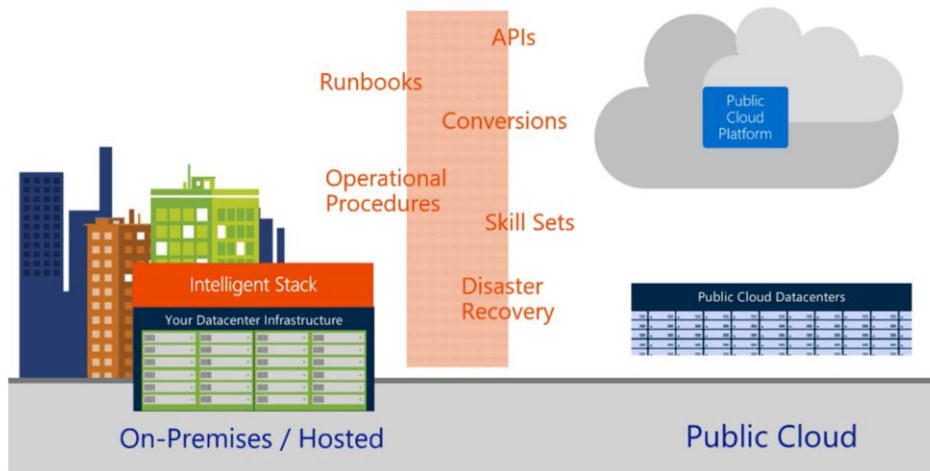 APIs
Runbooks
Conversions
Operational
Procedures
Skill Sets
Disaster
Recovery
Public
Cloud
Platform
Intelligent Stack
Your Datacenter Infrastructure
Public Cloud Datacenters
On-Premises / Hosted
Public Cloud